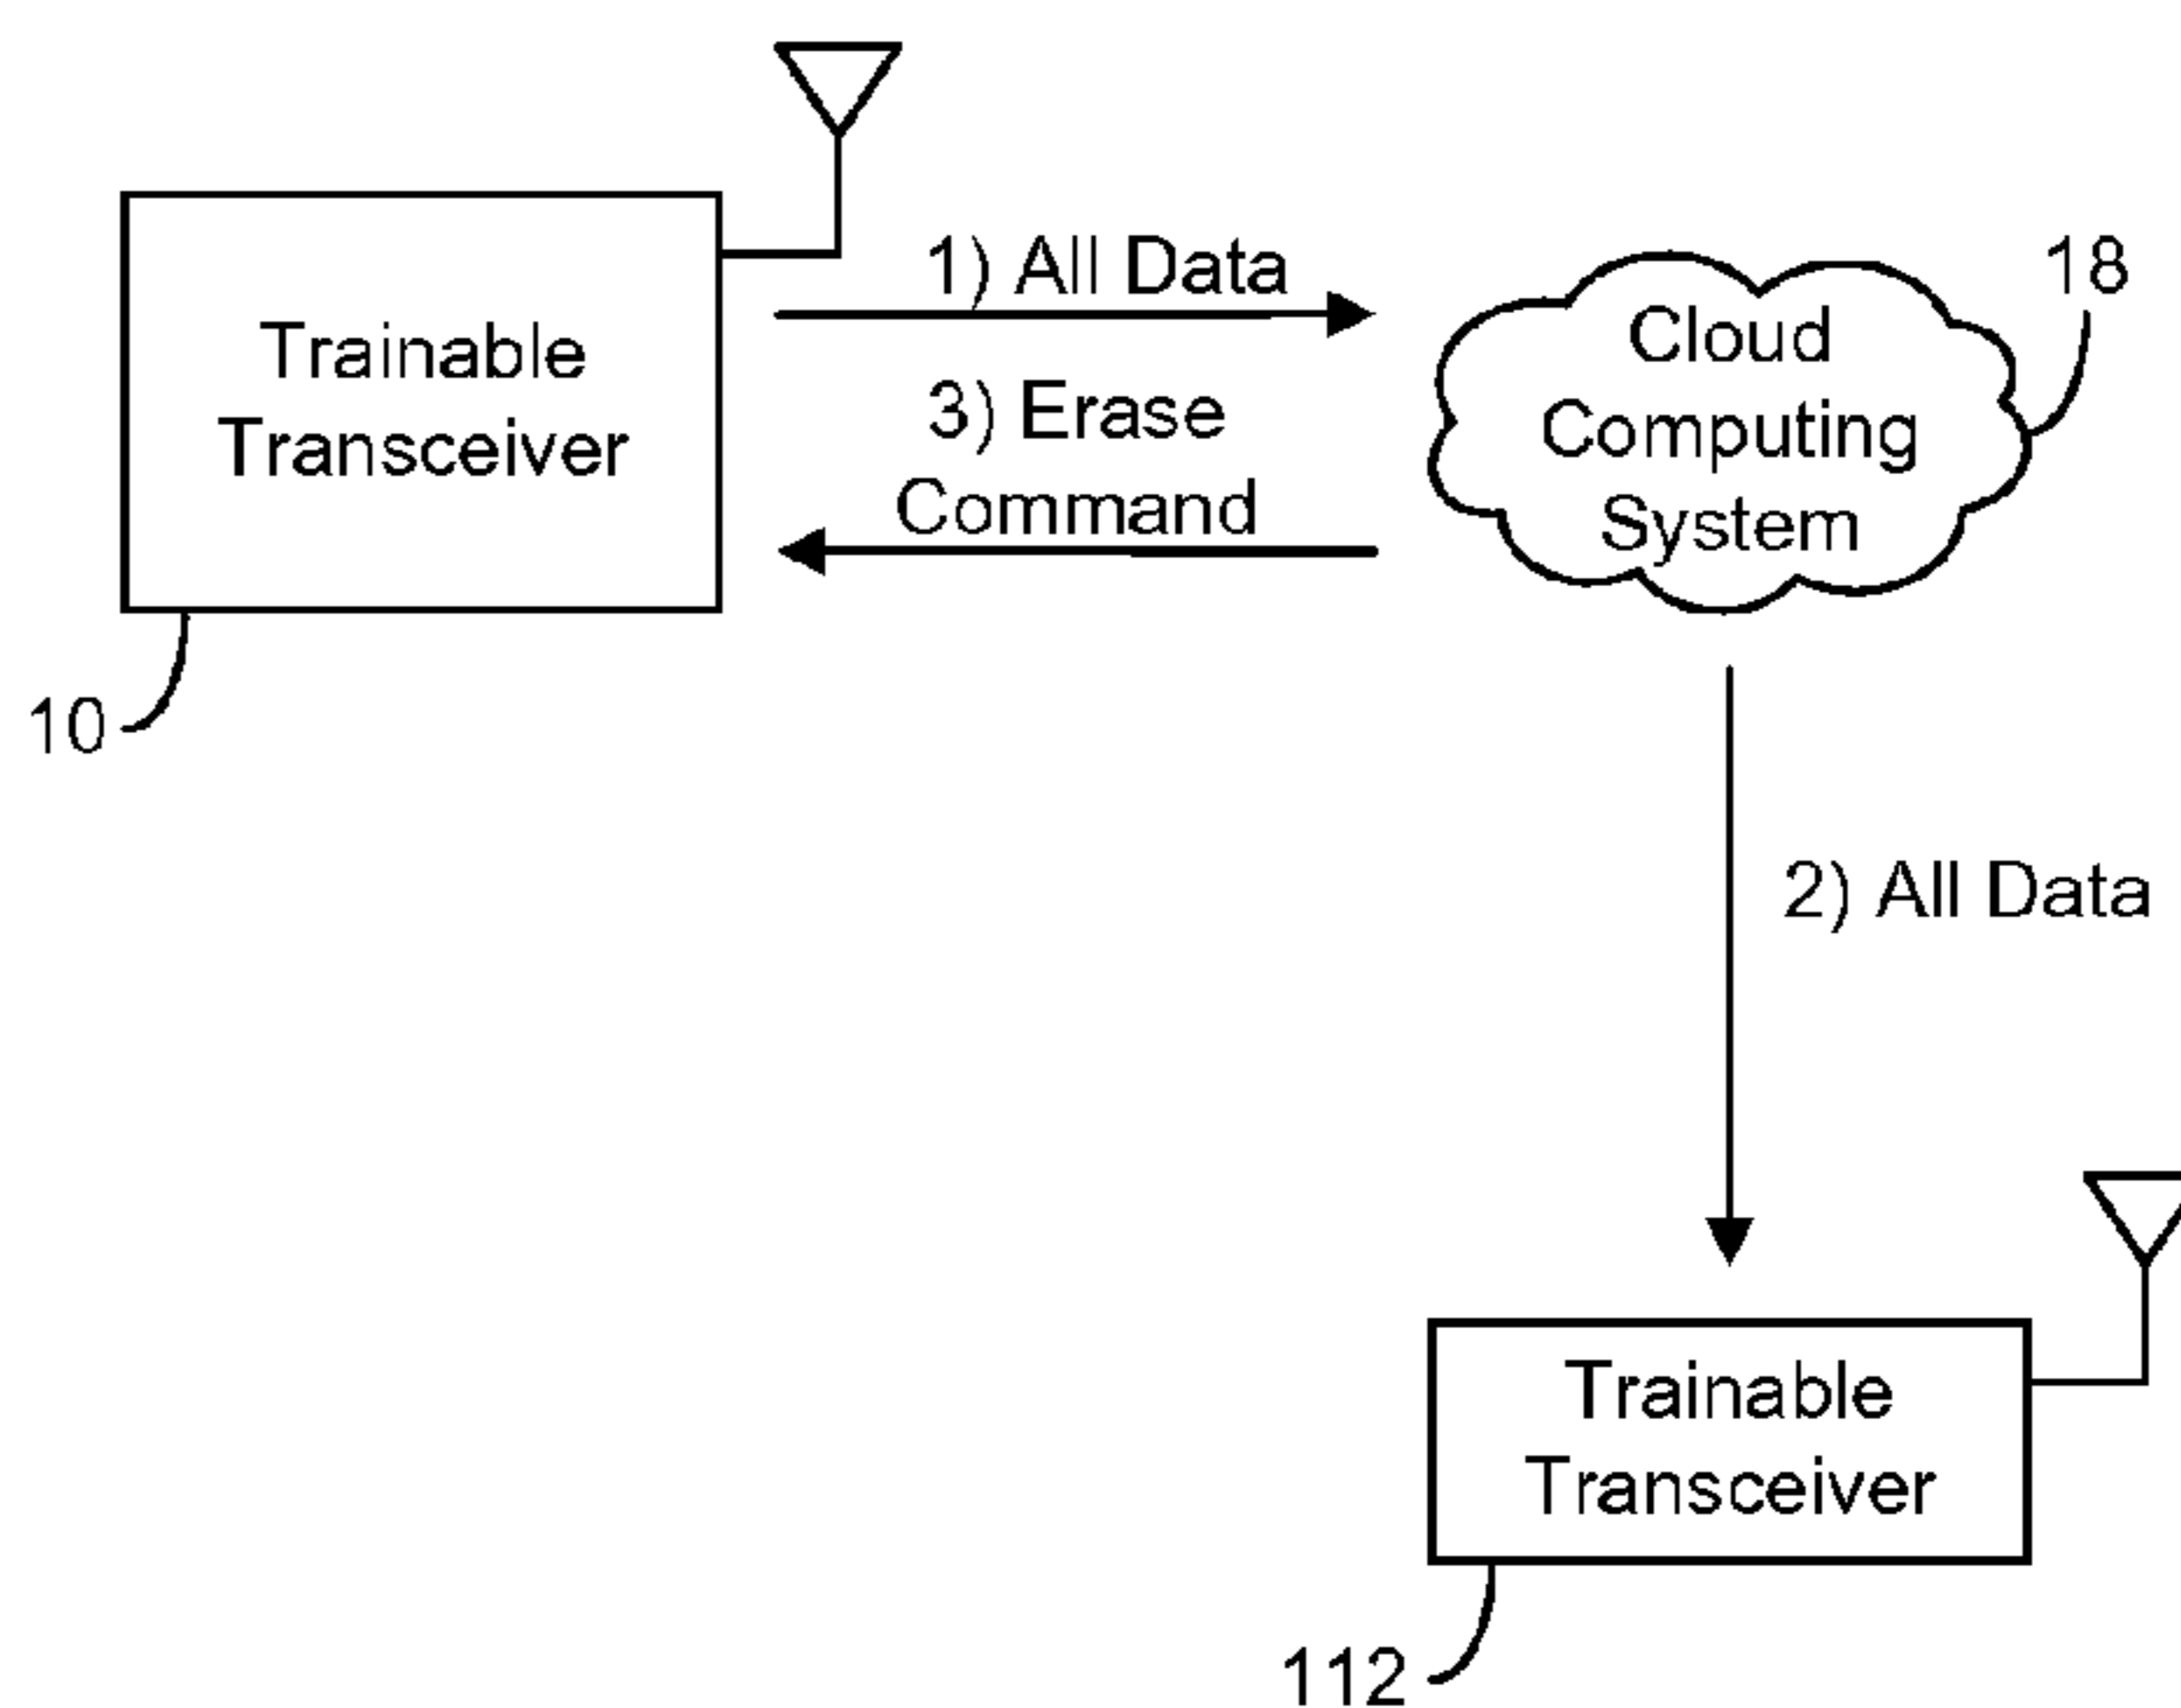 Trainable
Transceiver
10
1) All Data
3) Erase
Command
Cloud
Computing
System
18
2) All Data
Trainable
Transceiver
112